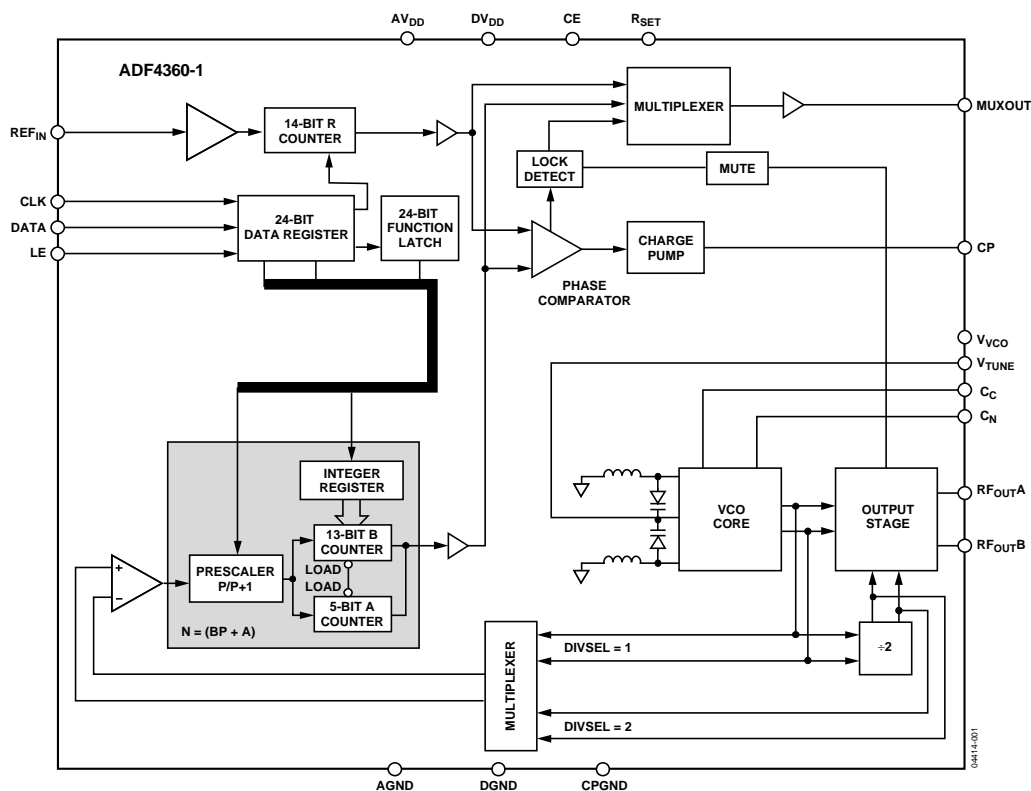 AVDD
DVDD
CE
RSET
ADF4360-1
MULTIPLEXER
MUXOUT
REFIN
14-BIT R
COUNTER
LOCK
DETECT
MUTE
CLK
DATA
LE
24-BIT
DATA REGISTER
24-BIT
FUNCTION
LATCH
CHARGE
PUMP
CP
PHASE
COMPARATOR
VVCO
VTUNE
CC
CN
INTEGER
REGISTER
13-BIT B
COUNTER
LOAD
LOAD
5-BIT A
COUNTER
PRESCALER
P/P+1
+
−
N = (BP + A)
VCO
CORE
OUTPUT
STAGE
RFOUTA
RFOUTB
MULTIPLEXER
DIVSEL = 1
DIVSEL = 2
÷2
AGND
DGND
CPGND
04414-001